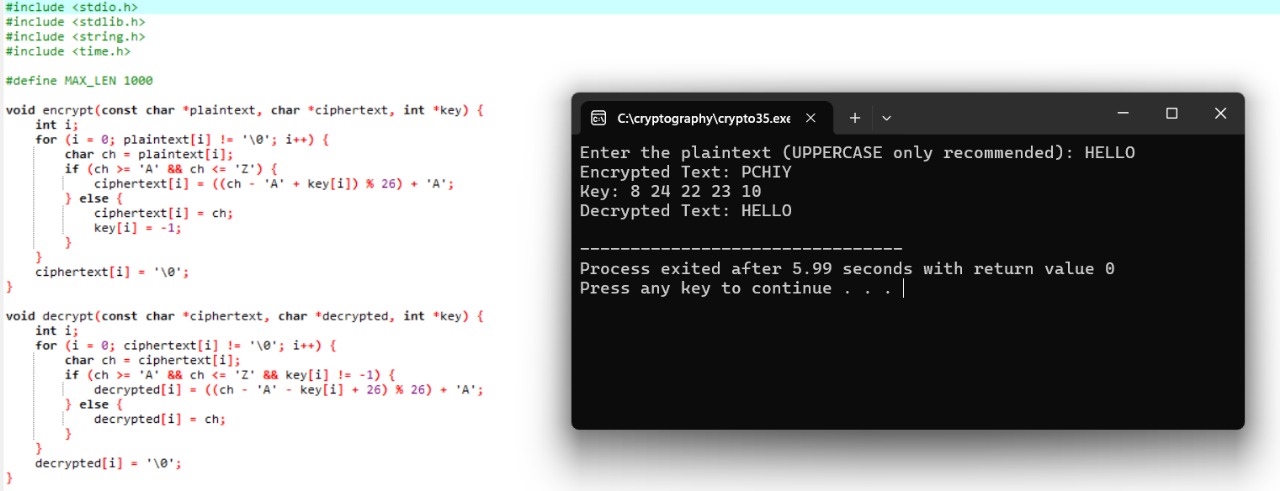 #include <stdio.h>
#include <stdlib.h>
#include <string.h>
#include <time.h>
#define MAX_LEN 1000
void encrypt(const char *plaintext, char *ciphertext, int *key) {
    int i;
    for (i = 0; plaintext[i] != '\0'; i++) {
        char ch = plaintext[i];
        if (ch >= 'A' && ch <= 'Z') {
            ciphertext[i] = ((ch - 'A' + key[i]) % 26) + 'A';
        } else {
            ciphertext[i] = ch;
            key[i] = -1;
        }
    }
    ciphertext[i] = '\0';
}
void decrypt(const char *ciphertext, char *decrypted, int *key) {
    int i;
    for (i = 0; ciphertext[i] != '\0'; i++) {
        char ch = ciphertext[i];
        if (ch >= 'A' && ch <= 'Z' && key[i] != -1) {
            decrypted[i] = ((ch - 'A' - key[i] + 26) % 26) + 'A';
        } else {
            decrypted[i] = ch;
        }
    }
    decrypted[i] = '\0';
}
C:\cryptography\crypto35.exe
Enter the plaintext (UPPERCASE only recommended): HELLO
Encrypted Text: PCHIY
Key: 8 24 22 23 10
Decrypted Text: HELLO
--------------------------------
Process exited after 5.99 seconds with return value 0
Press any key to continue . . .